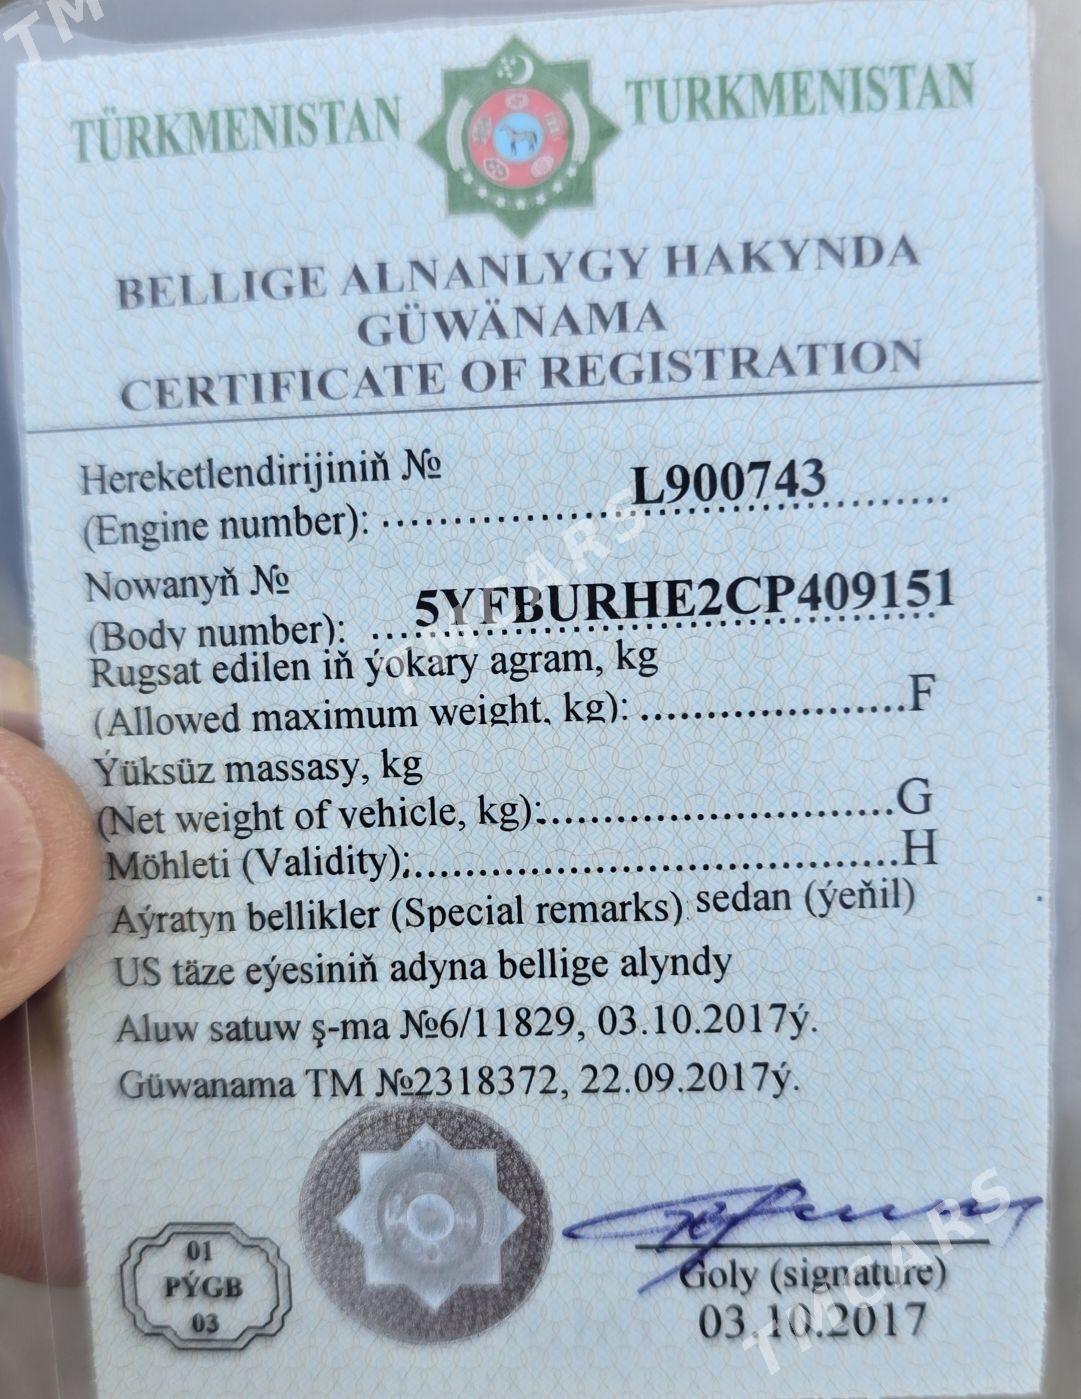 TÜRKMENISTAN TURKMENISTAN
BELLIGE ALNANLYGY HAKYNDA
GÜWÄNAMA
CERTIFICATE OF REGISTRATION
Hereketlendirijiniň №
(Engine number): L900743
Nowanyň №
(Body number): 5YFBURHE2CP409151
Rugsat edilen iň ýokary agram, kg
(Allowed maximum weight, kg): F
Ýüksüz massasy, kg
(Net weight of vehicle, kg): G
Möhleti (Validity): H
Aýratyn bellikler (Special remarks) sedan (ýeňil)
US täze eýesiniň adyna bellige alyndy
Aluw satuw ş-ma №6/11829, 03.10.2017ý.
Güwanama TM №2318372, 22.09.2017ý.
01
PÝGB
03
Goly (signature)
03.10.2017
TMCARS
TMCARS
TM